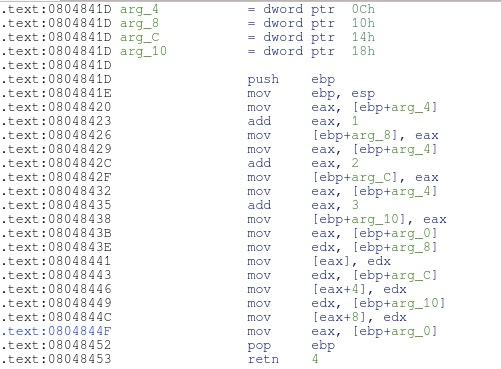 .text:0804841D arg_4 = dword ptr 0Ch
.text:0804841D arg_8 = dword ptr 10h
.text:0804841D arg_C = dword ptr 14h
.text:0804841D arg_10 = dword ptr 18h
.text:0804841D
.text:0804841D push ebp
.text:0804841E mov ebp, esp
.text:08048420 mov eax, [ebp+arg_4]
.text:08048423 add eax, 1
.text:08048426 mov [ebp+arg_8], eax
.text:08048429 mov eax, [ebp+arg_4]
.text:0804842C add eax, 2
.text:0804842F mov [ebp+arg_C], eax
.text:08048432 mov eax, [ebp+arg_4]
.text:08048435 add eax, 3
.text:08048438 mov [ebp+arg_10], eax
.text:0804843B mov eax, [ebp+arg_0]
.text:0804843E mov edx, [ebp+arg_8]
.text:08048441 mov [eax], edx
.text:08048443 mov edx, [ebp+arg_C]
.text:08048446 mov [eax+4], edx
.text:08048449 mov edx, [ebp+arg_10]
.text:0804844C mov [eax+8], edx
.text:0804844F mov eax, [ebp+arg_0]
.text:08048452 pop ebp
.text:08048453 retn 4